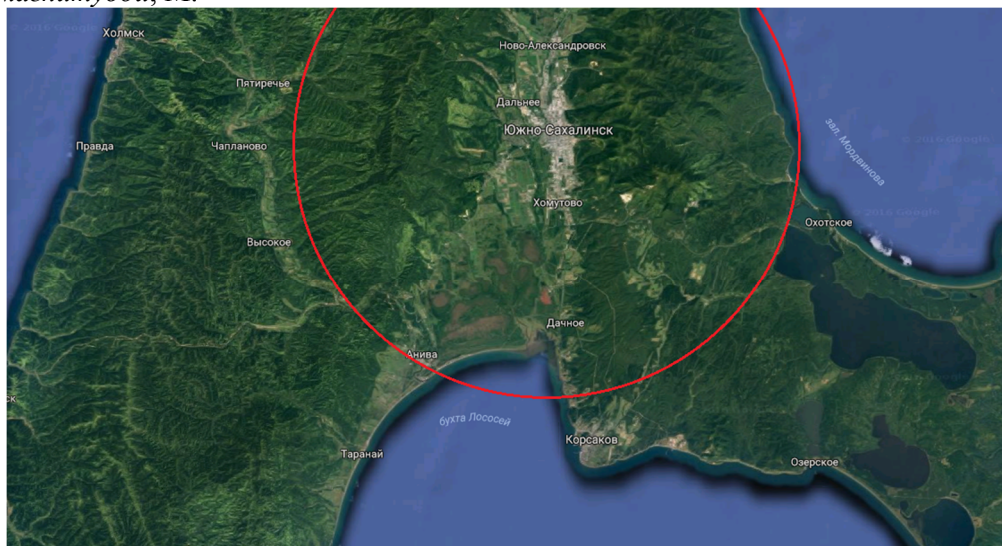 Холмск
Ново-Александровск
Пятиречье
Дальнее
Южно-Сахалинск
зал. Мордвинова
Правда
Чапланово
Хомутово
Охотское
Высокое
Дачное
Анива
ск
бухта Лососей
Корсаков
Таранай
Озерское